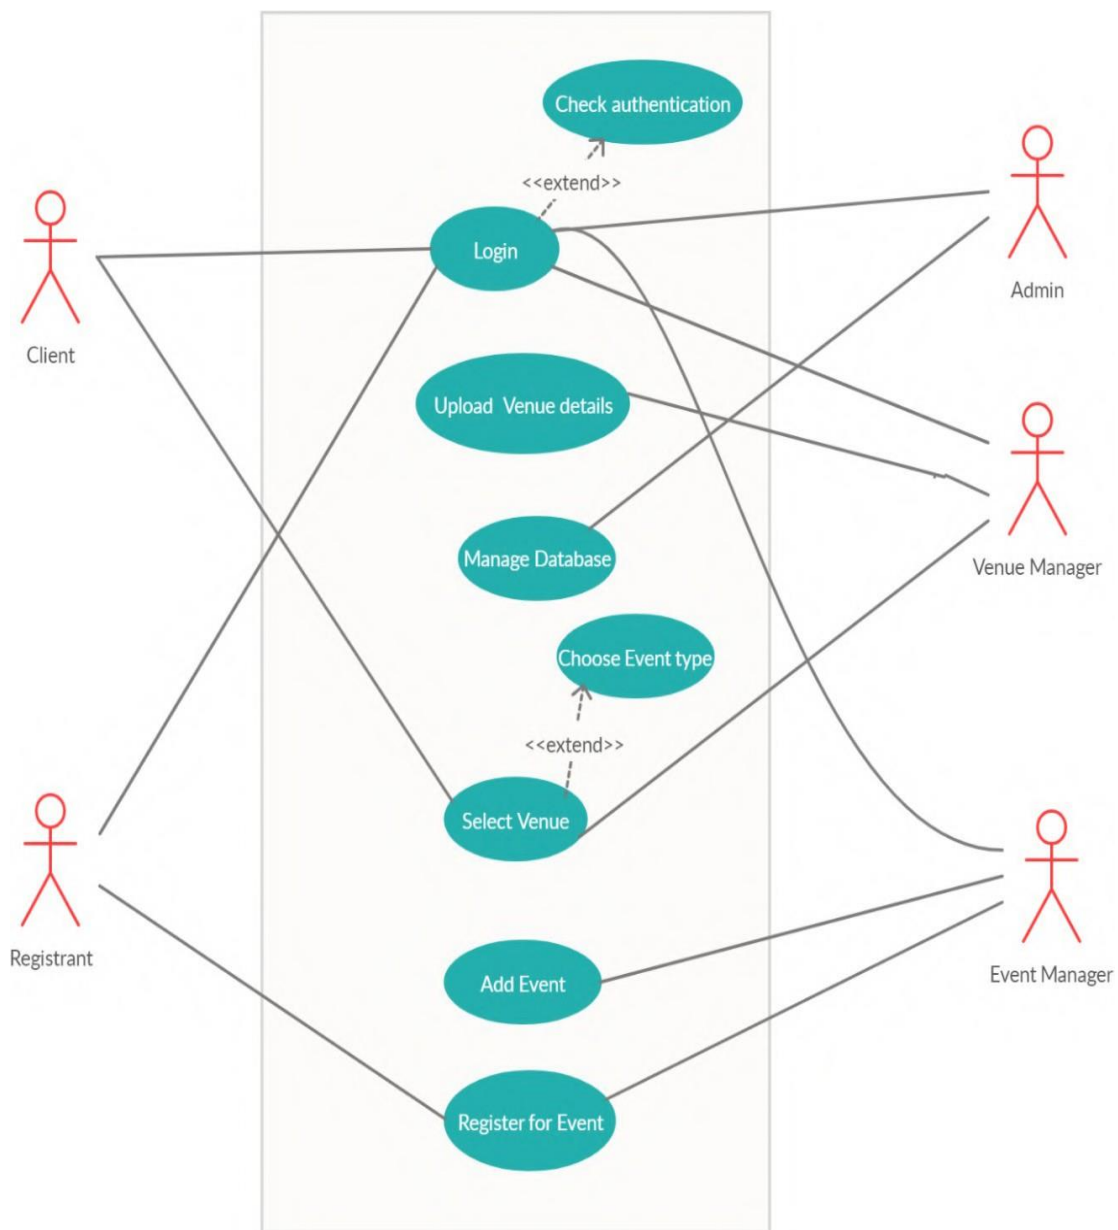 Check authentication
<<extend>>
Login
Admin
Client
Upload  Venue details
Manage Database
Venue Manager
Choose Event type
<<extend>>
Select Venue
Registrant
Add Event
Event Manager
Register for Event